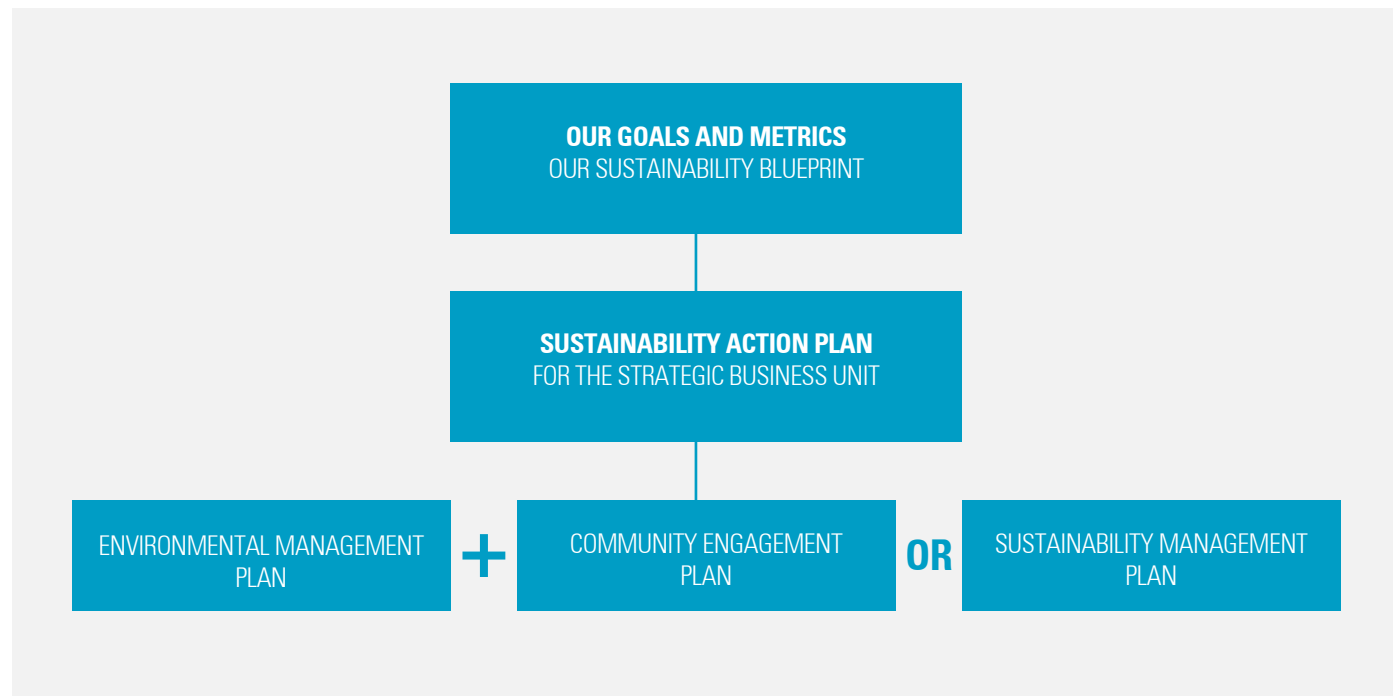 OUR GOALS AND METRICS
OUR SUSTAINABILITY BLUEPRINT
SUSTAINABILITY ACTION PLAN
FOR THE STRATEGIC BUSINESS UNIT
ENVIRONMENTAL MANAGEMENT
PLAN
+
COMMUNITY ENGAGEMENT
PLAN
OR
SUSTAINABILITY MANAGEMENT
PLAN